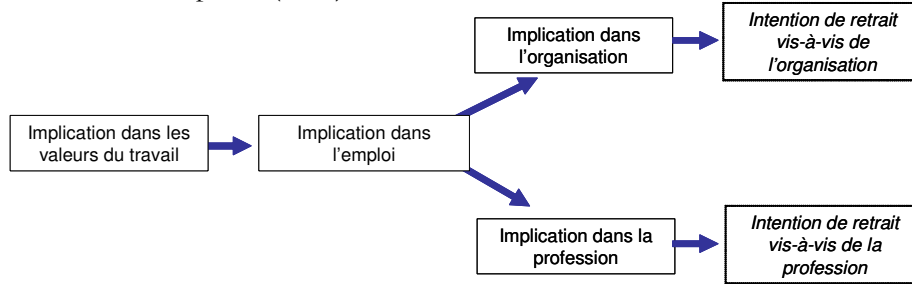 Implication dans
l'organisation
Intention de retrait
vis-à-vis de
l'organisation
Implication dans les
valeurs du travail
Implication dans
l'emploi
Implication dans la
profession
Intention de retrait
vis-à-vis de la
profession